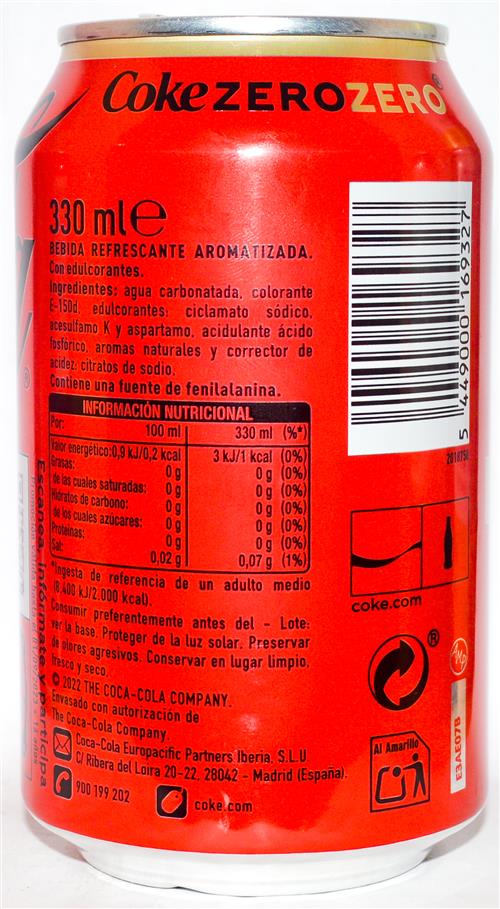 Coke ZERO ZERO®
330 ml e
BEBIDA REFRESCANTE AROMATIZADA.
Con edulcorantes.
Ingredientes: agua carbonatada, colorante
E-150d, edulcorantes: ciclamato sódico,
acesulfamo K y aspartamo, acidulante ácido
fosfórico, aromas naturales y corrector de
acidez: citratos de sodio.
Contiene una fuente de fenilalanina.
INFORMACIÓN NUTRICIONAL
Por: 100 ml 330 ml (%*)
Valor energético: 0,9 kJ/0,2 kcal 3 kJ/1 kcal (0%)
Grasas: 0 g 0 g (0%)
de las cuales saturadas: 0 g 0 g (0%)
Hidratos de carbono: 0 g 0 g (0%)
de los cuales azúcares: 0 g 0 g (0%)
Proteínas: 0 g 0 g (0%)
Sal: 0,02 g 0,07 g (1%)
*Ingesta de referencia de un adulto medio
(8.400 kJ/2.000 kcal).
Consumir preferentemente antes del - Lote:
ver la base. Proteger de la luz solar. Preservar
de olores agresivos. Conservar en lugar limpio,
fresco y seco.
© 2022 THE COCA-COLA COMPANY.
Envasado con autorización de
The Coca-Cola Company.
Coca-Cola Europacific Partners Iberia, S.L.U.
C/ Ribera del Loira 20-22, 28042 - Madrid (España).
900 199 202
coke.com
5 449000 169327
2018758
coke.com
®
Al Amarillo
E3AE07B
Escanea, infórmate y participa
®